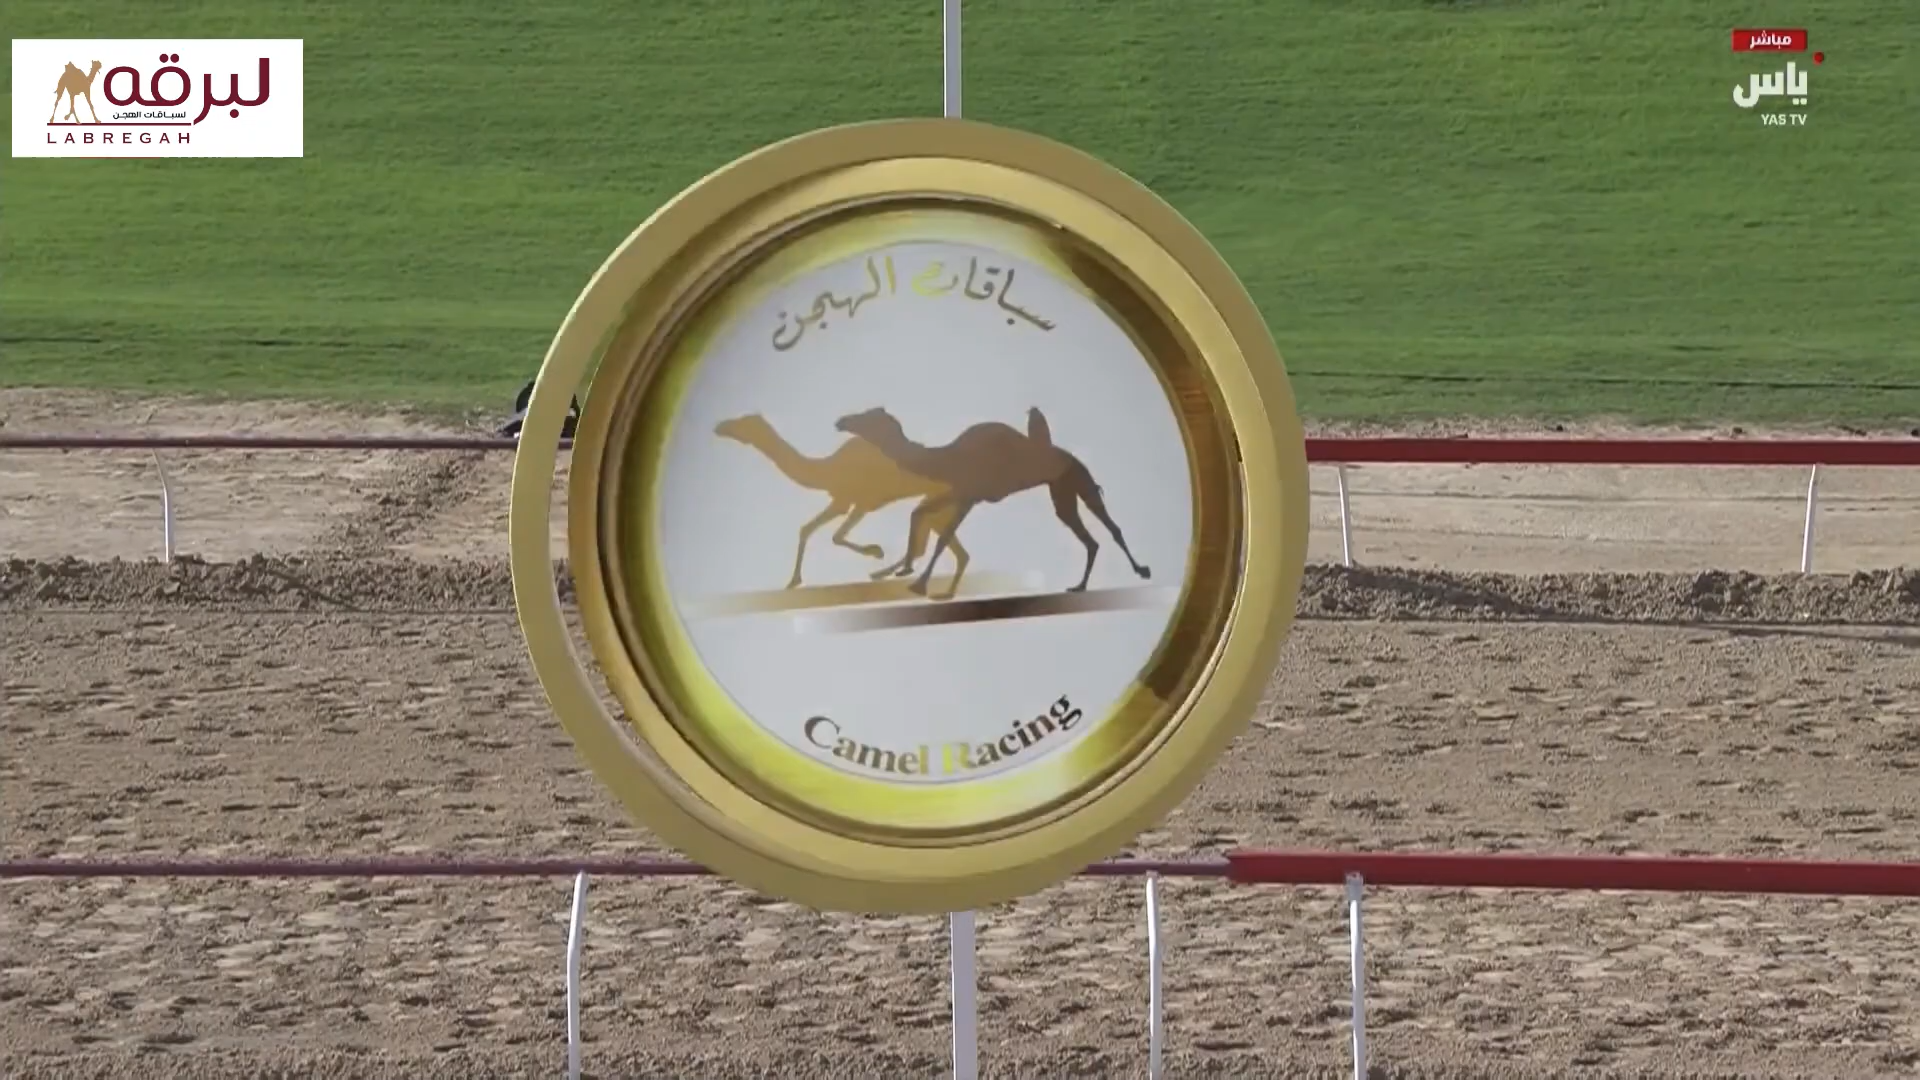 لبرقه
لسباقات الهجن
LABREGAH
مباشر
ياس
YAS TV
سباقات الهجن
Camel Racing